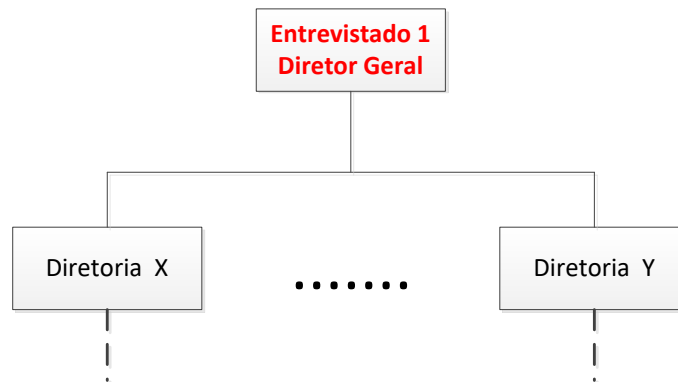 Entrevistado 1
Diretor Geral
Diretoria X
.......
Diretoria Y